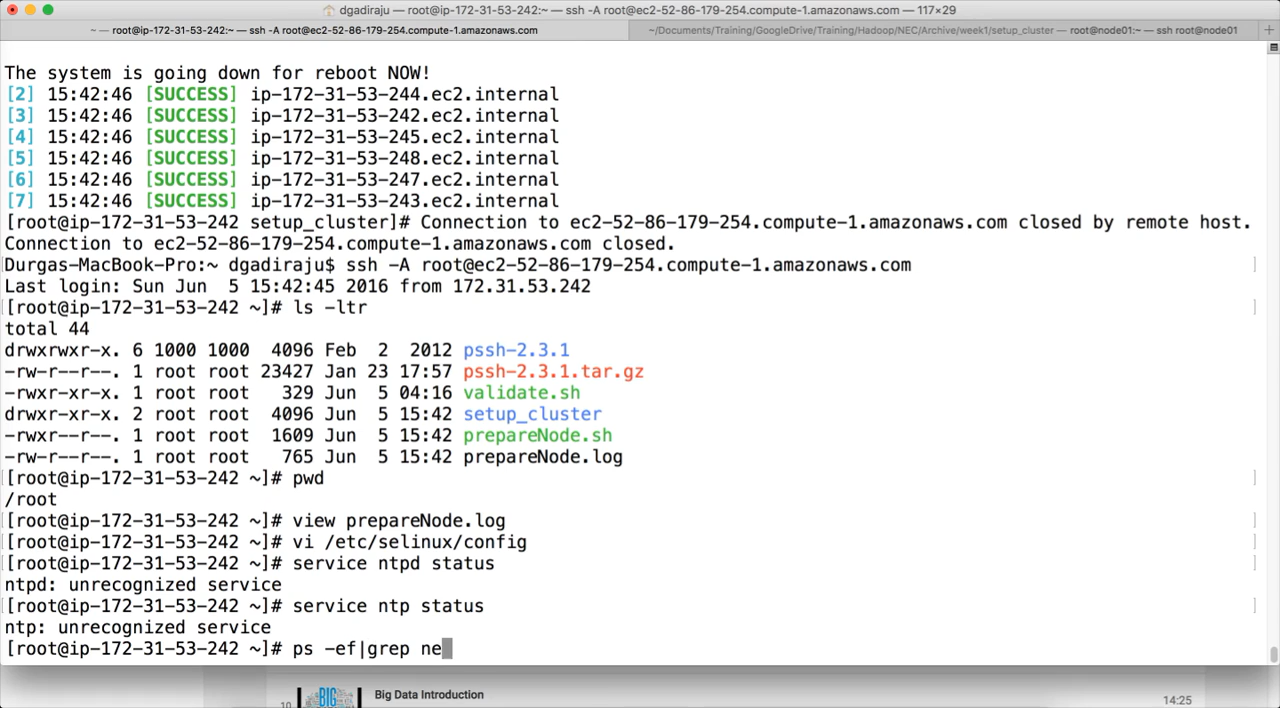 dgadiraju — root@ip-172-31-53-242:~ — ssh -A root@ec2-52-86-179-254.compute-1.amazonaws.com — 117×29
~ — root@ip-172-31-53-242:~ — ssh -A root@ec2-52-86-179-254.compute-1.amazonaws.com
~/Documents/Training/GoogleDrive/Training/Hadoop/NEC/Archive/week1/setup_cluster — root@node01:~ — ssh root@node01
The system is going down for reboot NOW!
[2] 15:42:46 [SUCCESS] ip-172-31-53-244.ec2.internal
[3] 15:42:46 [SUCCESS] ip-172-31-53-242.ec2.internal
[4] 15:42:46 [SUCCESS] ip-172-31-53-245.ec2.internal
[5] 15:42:46 [SUCCESS] ip-172-31-53-248.ec2.internal
[6] 15:42:46 [SUCCESS] ip-172-31-53-247.ec2.internal
[7] 15:42:46 [SUCCESS] ip-172-31-53-243.ec2.internal
[root@ip-172-31-53-242 setup_cluster]# Connection to ec2-52-86-179-254.compute-1.amazonaws.com closed by remote host.
Connection to ec2-52-86-179-254.compute-1.amazonaws.com closed.
Durgas-MacBook-Pro:~ dgadiraju$ ssh -A root@ec2-52-86-179-254.compute-1.amazonaws.com
Last login: Sun Jun  5 15:42:45 2016 from 172.31.53.242
[root@ip-172-31-53-242 ~]# ls -ltr
total 44
drwxrwxr-x. 6 1000 1000  4096 Feb  2  2012 pssh-2.3.1
-rw-r--r--. 1 root root 23427 Jan 23 17:57 pssh-2.3.1.tar.gz
-rwxr-xr-x. 1 root root   329 Jun  5 04:16 validate.sh
drwxr-xr-x. 2 root root  4096 Jun  5 15:42 setup_cluster
-rwxr--r--. 1 root root  1609 Jun  5 15:42 prepareNode.sh
-rw-r--r--. 1 root root   765 Jun  5 15:42 prepareNode.log
[root@ip-172-31-53-242 ~]# pwd
/root
[root@ip-172-31-53-242 ~]# view prepareNode.log
[root@ip-172-31-53-242 ~]# vi /etc/selinux/config
[root@ip-172-31-53-242 ~]# service ntpd status
ntpd: unrecognized service
[root@ip-172-31-53-242 ~]# service ntp status
ntp: unrecognized service
[root@ip-172-31-53-242 ~]# ps -ef|grep ne
10 BIG Big Data Introduction 14:25